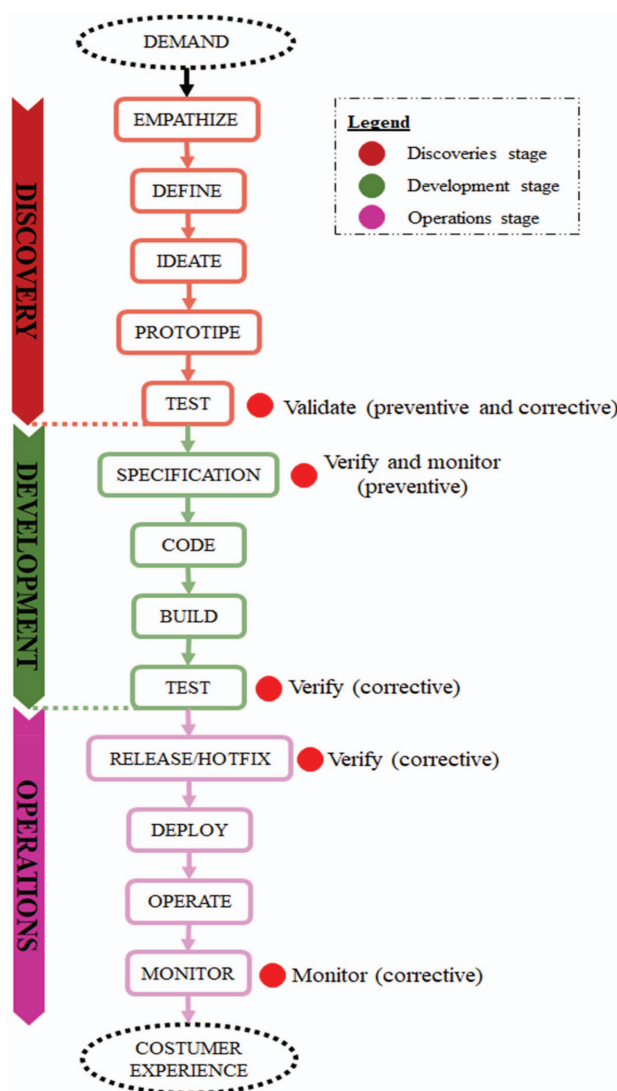 DEMAND
EMPATHIZE
Legend
Discoveries stage
Development stage
Operations stage
DISCOVERY
DEFINE
IDEATE
PROTOTIPE
TEST
Validate (preventive and corrective)
DEVELOPMENT
SPECIFICATION
Verify and monitor
(preventive)
CODE
BUILD
TEST
Verify (corrective)
OPERATIONS
RELEASE/HOTFIX
Verify (corrective)
DEPLOY
OPERATE
MONITOR
Monitor (corrective)
COSTUMER
EXPERIENCE